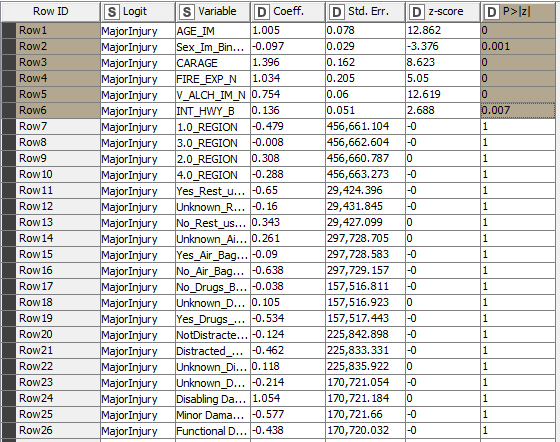 Row ID S Logit S Variable D Coeff. D Std. Err. D z-score D P>|z|
Row1 MajorInjury AGE_IM 1.005 0.078 12.862 0
Row2 MajorInjury Sex_Im_Bin... -0.097 0.029 -3.376 0.001
Row3 MajorInjury CARAGE 1.396 0.162 8.623 0
Row4 MajorInjury FIRE_EXP_N 1.034 0.205 5.05 0
Row5 MajorInjury V_ALCH_IM_N 0.754 0.06 12.619 0
Row6 MajorInjury INT_HWY_B 0.136 0.051 2.688 0.007
Row7 MajorInjury 1.0_REGION -0.479 456,661.104 -0 1
Row8 MajorInjury 3.0_REGION -0.008 456,662.604 -0 1
Row9 MajorInjury 2.0_REGION 0.308 456,660.787 0 1
Row10 MajorInjury 4.0_REGION -0.288 456,663.273 -0 1
Row11 MajorInjury Yes_Rest_u... -0.65 29,424.396 -0 1
Row12 MajorInjury Unknown_R... -0.16 29,431.845 -0 1
Row13 MajorInjury No_Rest_us... 0.343 29,427.099 0 1
Row14 MajorInjury Unknown_Ai... 0.261 297,728.705 0 1
Row15 MajorInjury Yes_Air_Bag... -0.09 297,728.583 -0 1
Row16 MajorInjury No_Air_Bag... -0.638 297,729.157 -0 1
Row17 MajorInjury No_Drugs_B... -0.038 157,516.811 -0 1
Row18 MajorInjury Unknown_D... 0.105 157,516.923 0 1
Row19 MajorInjury Yes_Drugs_... -0.534 157,517.443 -0 1
Row20 MajorInjury NotDistracte... -0.124 225,842.898 -0 1
Row21 MajorInjury Distracted_... -0.462 225,833.331 -0 1
Row22 MajorInjury Unknown_Di... 0.118 225,835.922 0 1
Row23 MajorInjury Unknown_D... -0.214 170,721.054 -0 1
Row24 MajorInjury Disabling Da... 1.054 170,721.184 0 1
Row25 MajorInjury Minor Dama... -0.577 170,721.66 -0 1
Row26 MajorInjury Functional D... -0.438 170,720.032 -0 1